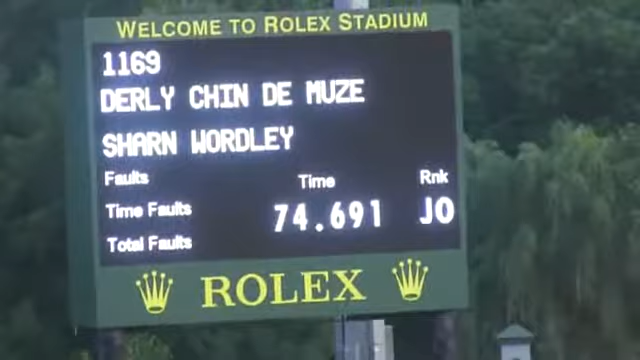 WELCOME TO ROLEX STADIUM
1169
DERLY CHIN DE MUZE
SHARN WORDLEY
Faults
Time Rnk
Time Faults 74.691 JO
Total Faults
ROLEX